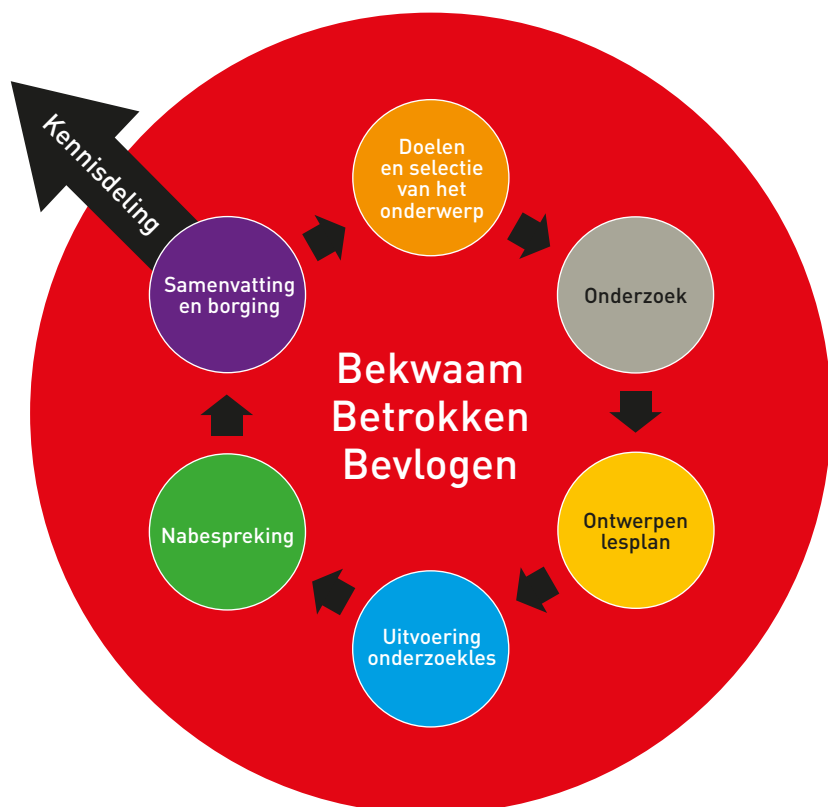 Kennisdeling
Doelen
en selectie
van het
onderwerp
Onderzoek
Ontwerpen
lesplan
Uitvoering
onderzoekles
Nabespreking
Samenvatting
en borging
Bekwaam
Betrokken
Bevlogen